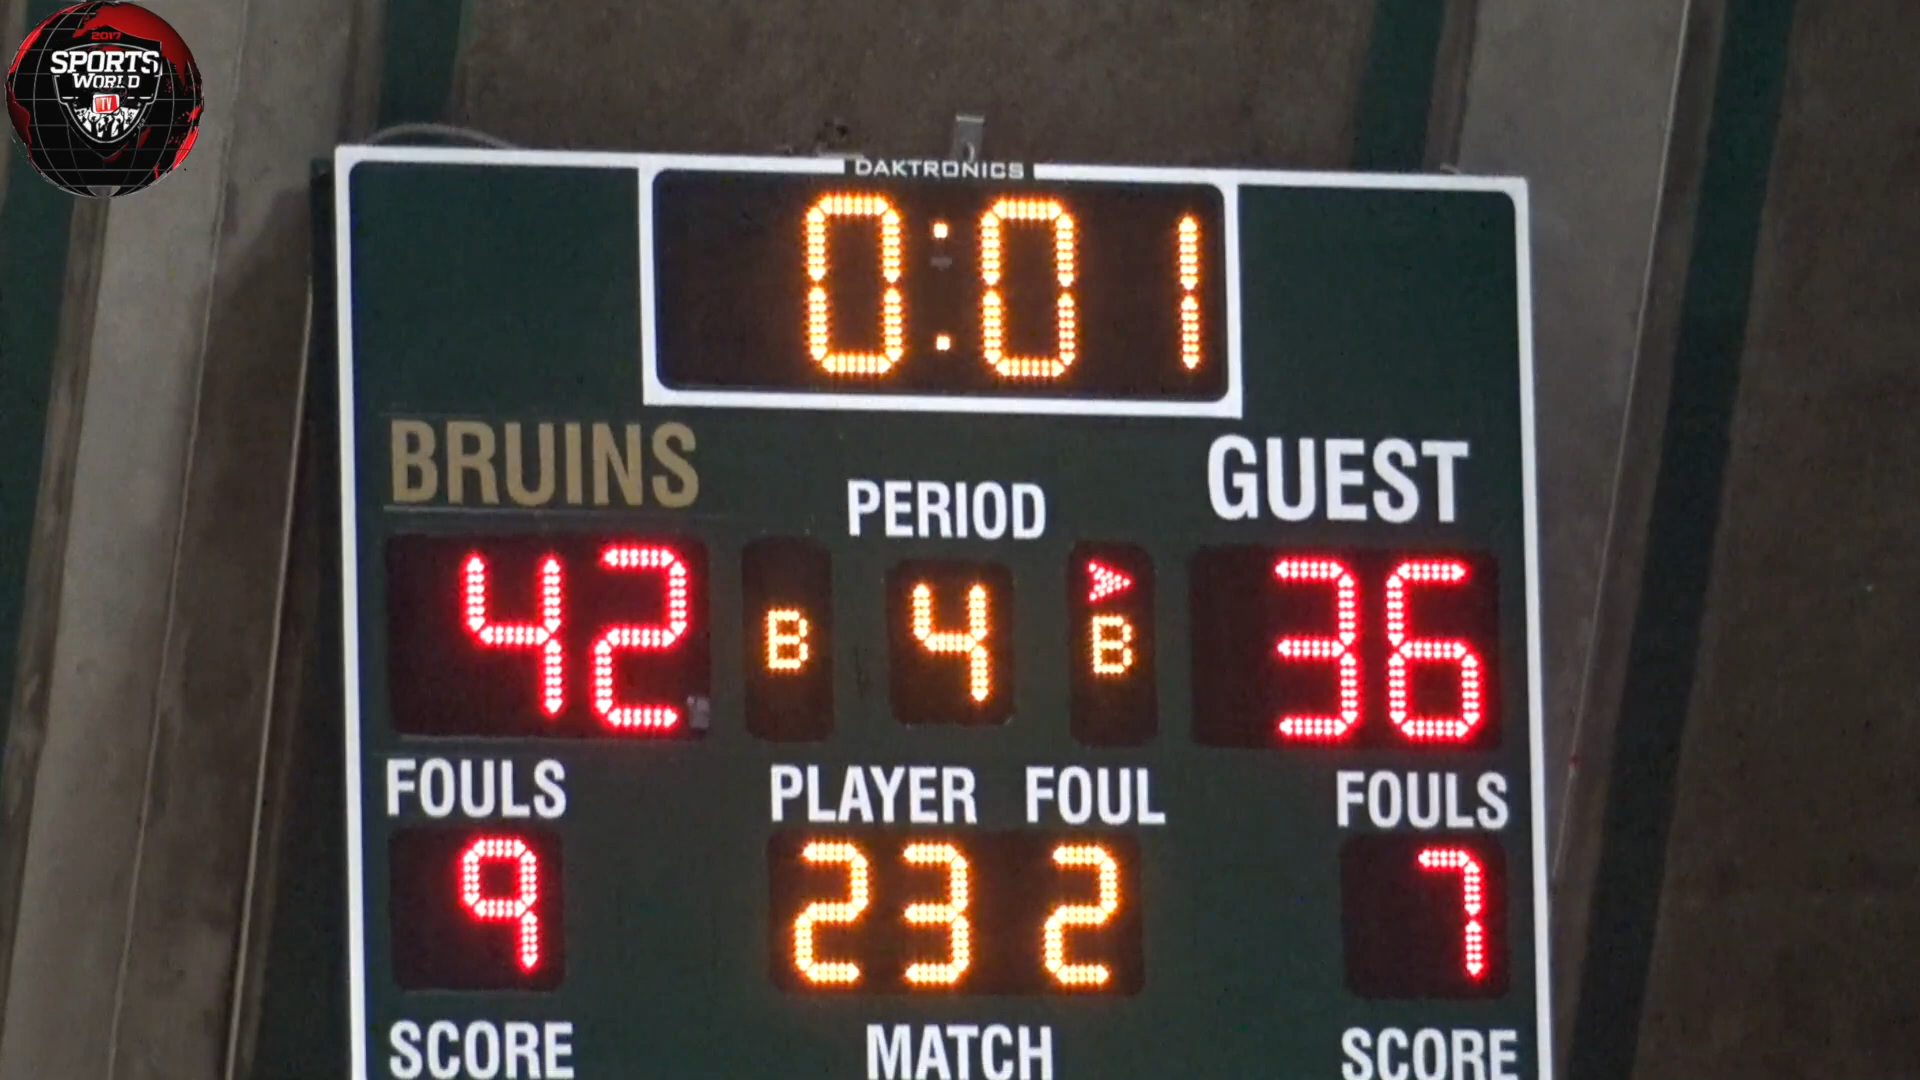 2017
SPORTS
WORLD
TV
DAKTRONICS
0:01
BRUINS
PERIOD
GUEST
42
B
4
B
36
FOULS
PLAYER FOUL
FOULS
9
23 2
7
SCORE
MATCH
SCORE